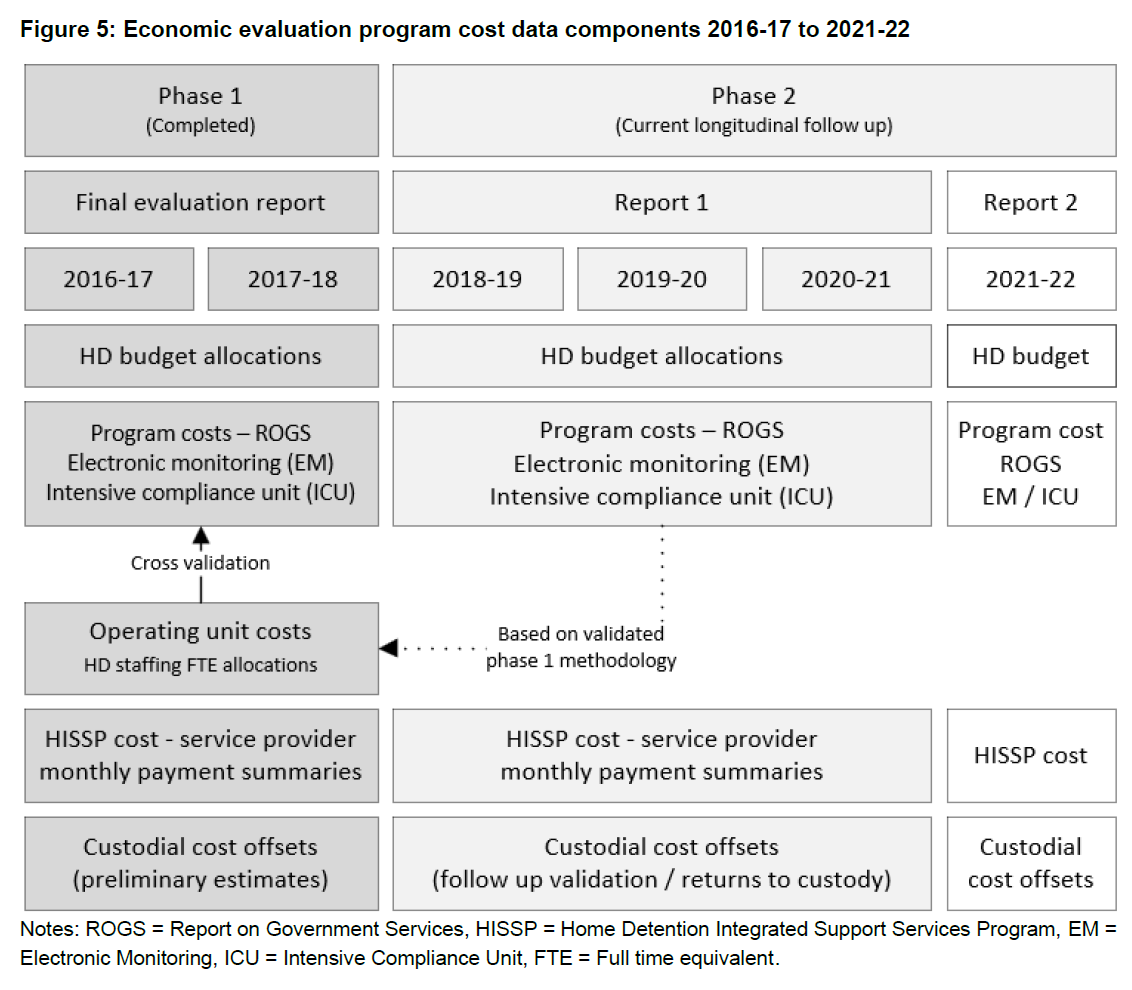 Figure 5: Economic evaluation program cost data components 2016-17 to 2021-22
Phase 1
(Completed)
Phase 2
(Current longitudinal follow up)
Final evaluation report
Report 1
Report 2
2016-17
2017-18
2018-19
2019-20
2020-21
2021-22
HD budget allocations
HD budget allocations
HD budget
Program costs – ROGS
Electronic monitoring (EM)
Intensive compliance unit (ICU)
Program costs – ROGS
Electronic monitoring (EM)
Intensive compliance unit (ICU)
Program cost
ROGS
EM / ICU
Cross validation
Operating unit costs
HD staffing FTE allocations
Based on validated
phase 1 methodology
HISSP cost - service provider
monthly payment summaries
HISSP cost - service provider
monthly payment summaries
HISSP cost
Custodial cost offsets
(preliminary estimates)
Custodial cost offsets
(follow up validation / returns to custody)
Custodial
cost offsets
Notes: ROGS = Report on Government Services, HISSP = Home Detention Integrated Support Services Program, EM =
Electronic Monitoring, ICU = Intensive Compliance Unit, FTE = Full time equivalent.